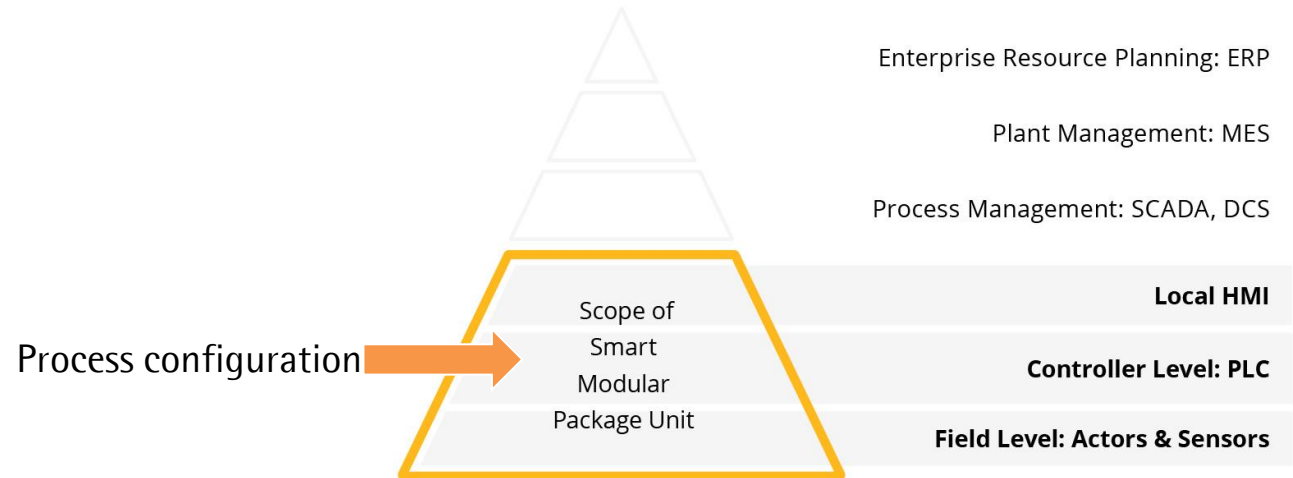 Enterprise Resource Planning: ERP
Plant Management: MES
Process Management: SCADA, DCS
Local HMI
Scope of
Smart
Modular
Package Unit
Process configuration
Controller Level: PLC
Field Level: Actors & Sensors